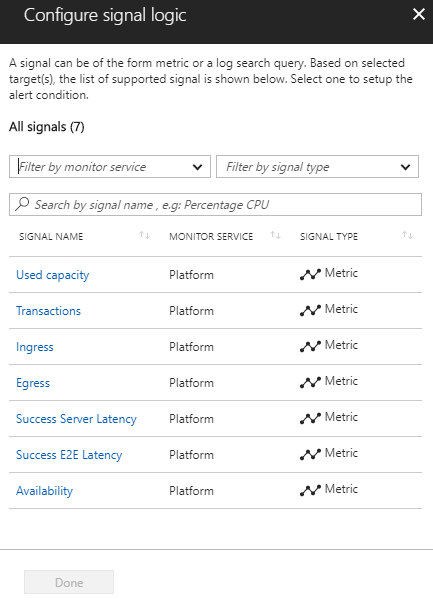 Configure signal logic
A signal can be of the form metric or a log search query. Based on selected
target(s), the list of supported signal is shown below. Select one to setup the
alert condition.
All signals (7)
Filter by monitor service Filter by signal type
Search by signal name , e.g: Percentage CPU
SIGNAL NAME MONITOR SERVICE SIGNAL TYPE
Used capacity Platform Metric
Transactions Platform Metric
Ingress Platform Metric
Egress Platform Metric
Success Server Latency Platform Metric
Success E2E Latency Platform Metric
Availability Platform Metric
Done